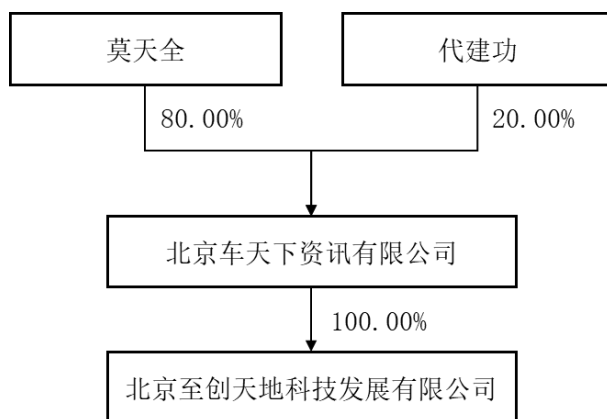 莫天全
代建功
80.00%
20.00%
北京车天下资讯有限公司
100.00%
北京至创天地科技发展有限公司